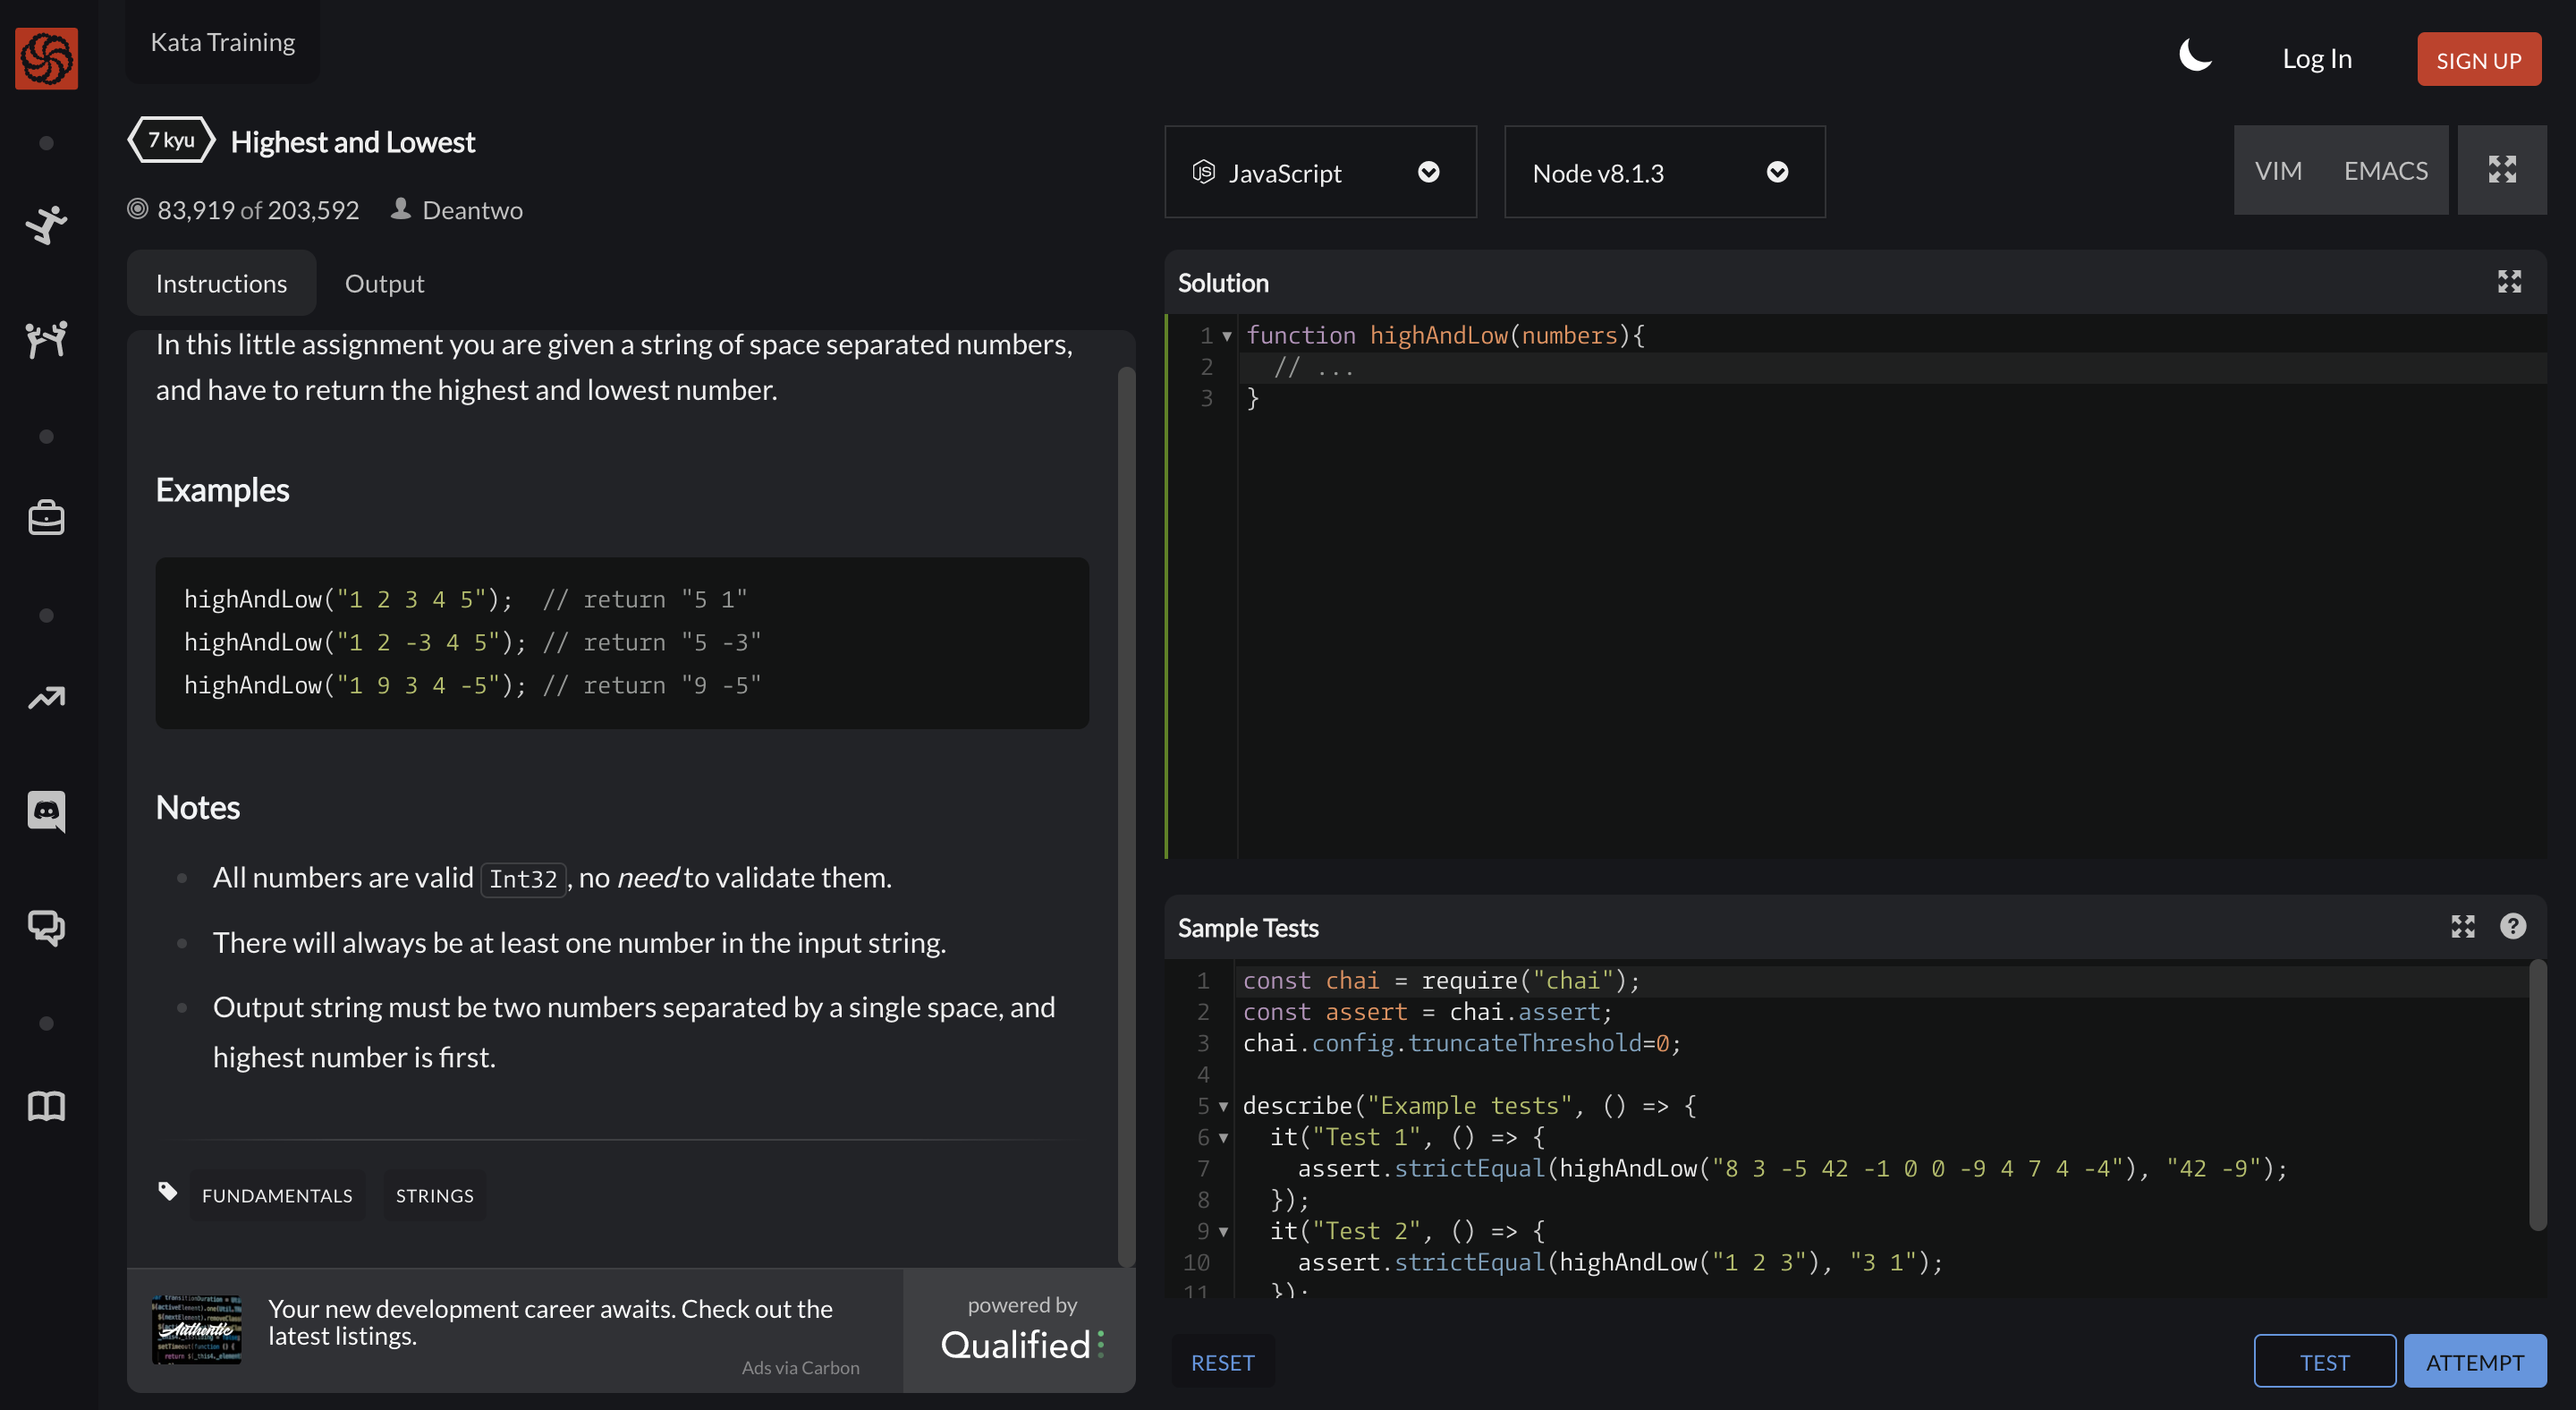 Kata Training
Log In
SIGN UP
7 kyu
Highest and Lowest
83,919 of 203,592
Deantwo
Instructions
Output
In this little assignment you are given a string of space separated numbers,
and have to return the highest and lowest number.
Examples
highAndLow("1 2 3 4 5");  // return "5 1"
highAndLow("1 2 -3 4 5"); // return "5 -3"
highAndLow("1 9 3 4 -5"); // return "9 -5"
Notes
All numbers are valid Int32, no need to validate them.
There will always be at least one number in the input string.
Output string must be two numbers separated by a single space, and
highest number is first.
FUNDAMENTALS
STRINGS
Authentic
Your new development career awaits. Check out the
latest listings.
Ads via Carbon
powered by
Qualified
JavaScript
Node v8.1.3
VIM
EMACS
Solution
1 function highAndLow(numbers){
2   // ...
3 }
Sample Tests
1 const chai = require("chai");
2 const assert = chai.assert;
3 chai.config.truncateThreshold=0;
4
5 describe("Example tests", () => {
6   it("Test 1", () => {
7     assert.strictEqual(highAndLow("8 3 -5 42 -1 0 0 -9 4 7 4 -4"), "42 -9");
8   });
9   it("Test 2", () => {
10     assert.strictEqual(highAndLow("1 2 3"), "3 1");
11   });
RESET
TEST
ATTEMPT